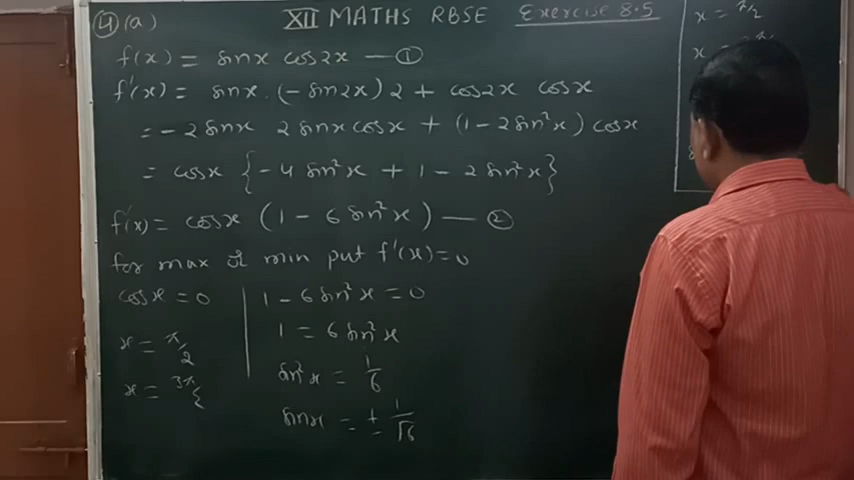 (4) (a) XII MATHS RBSE Exercise 8.5
f(x) = sinx cos2x — ①
f'(x) = sinx . (-sin2x) 2 + cos2x cosx
= -2 sinx 2 sinx cosx + (1 - 2 sin²x) cosx
= cosx {-4 sin²x + 1 - 2 sin²x}
f'(x) = cosx (1 - 6 sin²x) — ②
for max or min put f'(x) = 0
cosx = 0
x = π/2
x = 3π/2
1 - 6 sin²x = 0
1 = 6 sin²x
sin²x = 1/6
sinx = ± 1/√6
x = π/2
x =